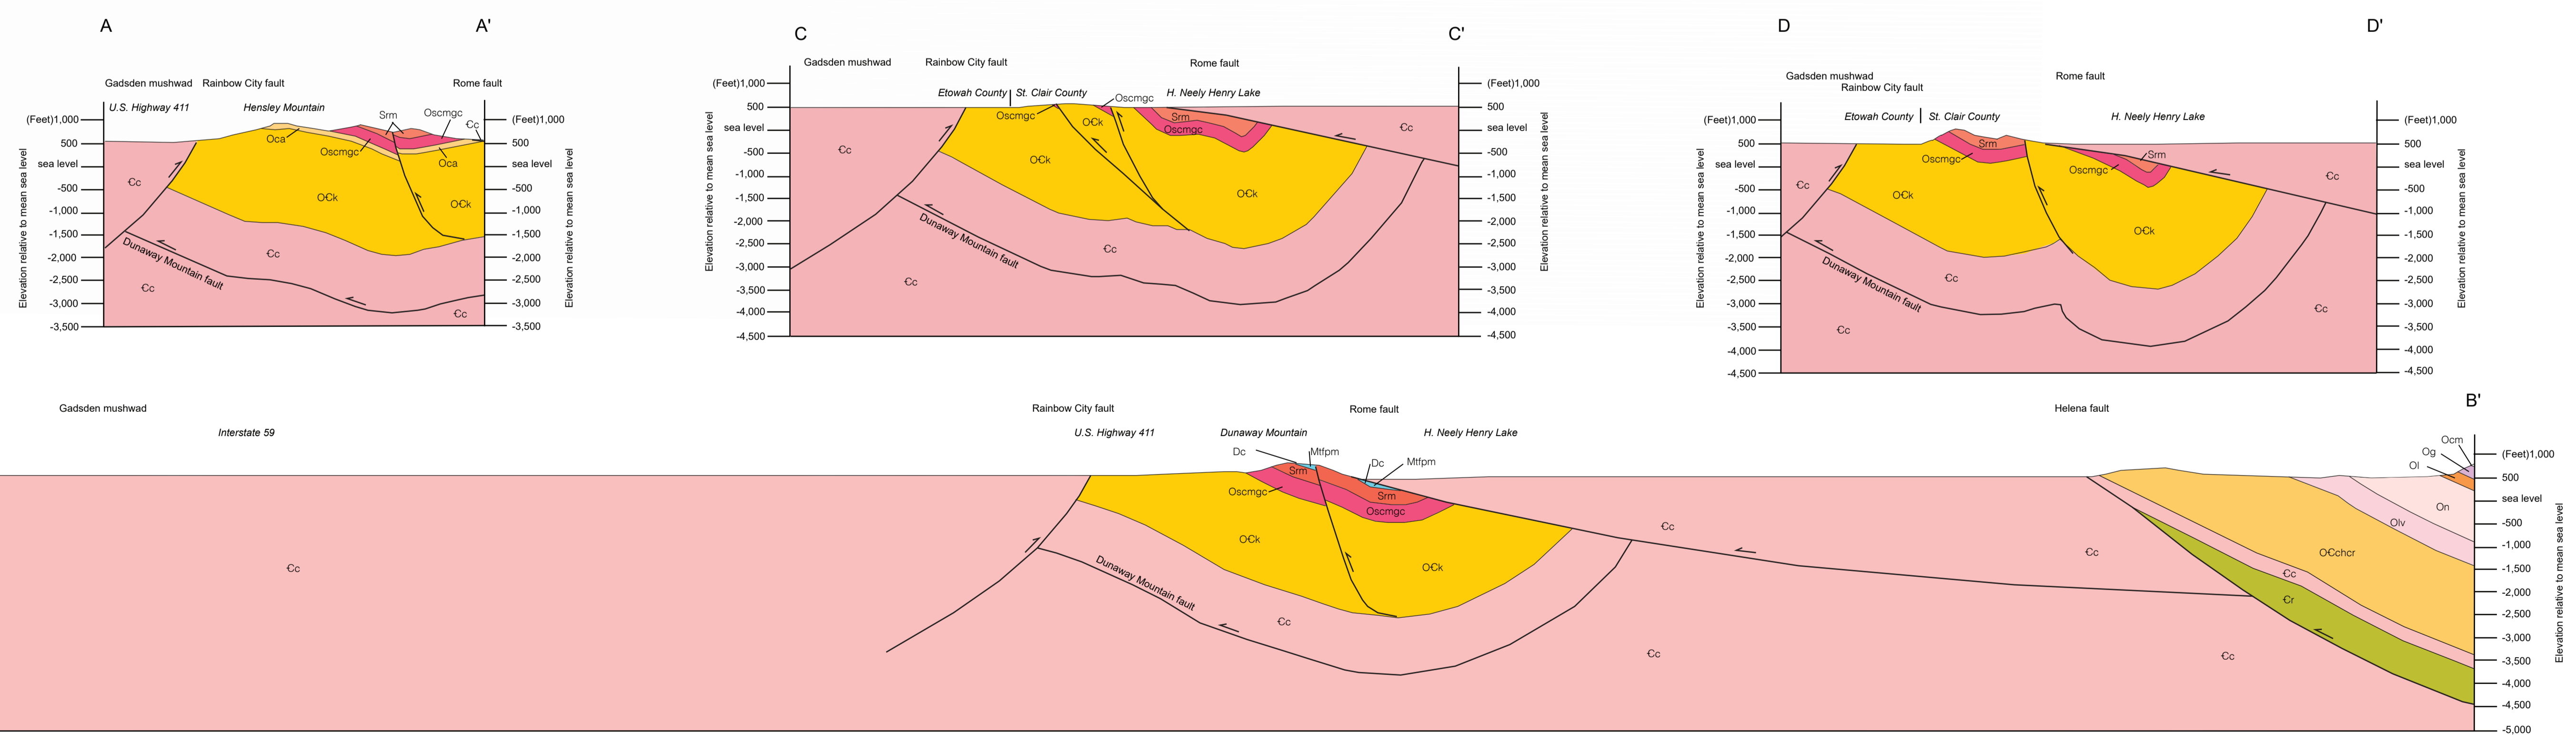 A
A'
Gadsden mushwad
Rainbow City fault
Rome fault
U.S. Highway 411
Hensley Mountain
Srm
Oscmgc
Ꞓc
(Feet)1,000
500
sea level
-500
-1,000
-1,500
-2,000
-2,500
-3,000
-3,500
Elevation relative to mean sea level
Oca
Oscmgc
Oca
Ꞓc
OꞒk
OꞒk
Ꞓc
Dunaway Mountain fault
Ꞓc
Ꞓc
(Feet)1,000
500
sea level
-500
-1,000
-1,500
-2,000
-2,500
-3,000
-3,500
Elevation relative to mean sea level
C
C'
Gadsden mushwad
Rainbow City fault
Rome fault
Etowah County
St. Clair County
H. Neely Henry Lake
Oscmgc
(Feet)1,000
500
sea level
-500
-1,000
-1,500
-2,000
-2,500
-3,000
-3,500
-4,000
-4,500
Elevation relative to mean sea level
Oscmgc
OꞒk
Srm
Oscmgc
Ꞓc
Ꞓc
OꞒk
OꞒk
Dunaway Mountain fault
Ꞓc
Ꞓc
(Feet)1,000
500
sea level
-500
-1,000
-1,500
-2,000
-2,500
-3,000
-3,500
-4,000
-4,500
Elevation relative to mean sea level
D
D'
Gadsden mushwad
Rainbow City fault
Rome fault
Etowah County
St. Clair County
H. Neely Henry Lake
(Feet)1,000
500
sea level
-500
-1,000
-1,500
-2,000
-2,500
-3,000
-3,500
-4,000
-4,500
Elevation relative to mean sea level
Srm
Oscmgc
Srm
Oscmgc
Ꞓc
Ꞓc
OꞒk
OꞒk
Dunaway Mountain fault
Ꞓc
Ꞓc
Ꞓc
(Feet)1,000
500
sea level
-500
-1,000
-1,500
-2,000
-2,500
-3,000
-3,500
-4,000
-4,500
Elevation relative to mean sea level
B'
Gadsden mushwad
Rainbow City fault
Rome fault
Helena fault
Interstate 59
U.S. Highway 411
Dunaway Mountain
H. Neely Henry Lake
Dc
Mtfpm
Dc
Mtfpm
Srm
Srm
Oscmgc
Oscmgc
Ocm
Og
Ol
On
Olv
OꞒchcr
Ꞓc
Ꞓc
Ꞓc
OꞒk
OꞒk
Dunaway Mountain fault
Ꞓc
Ꞓc
Ꞓr
Ꞓc
Ꞓc
(Feet)1,000
500
sea level
-500
-1,000
-1,500
-2,000
-2,500
-3,000
-3,500
-4,000
-4,500
-5,000
Elevation relative to mean sea level